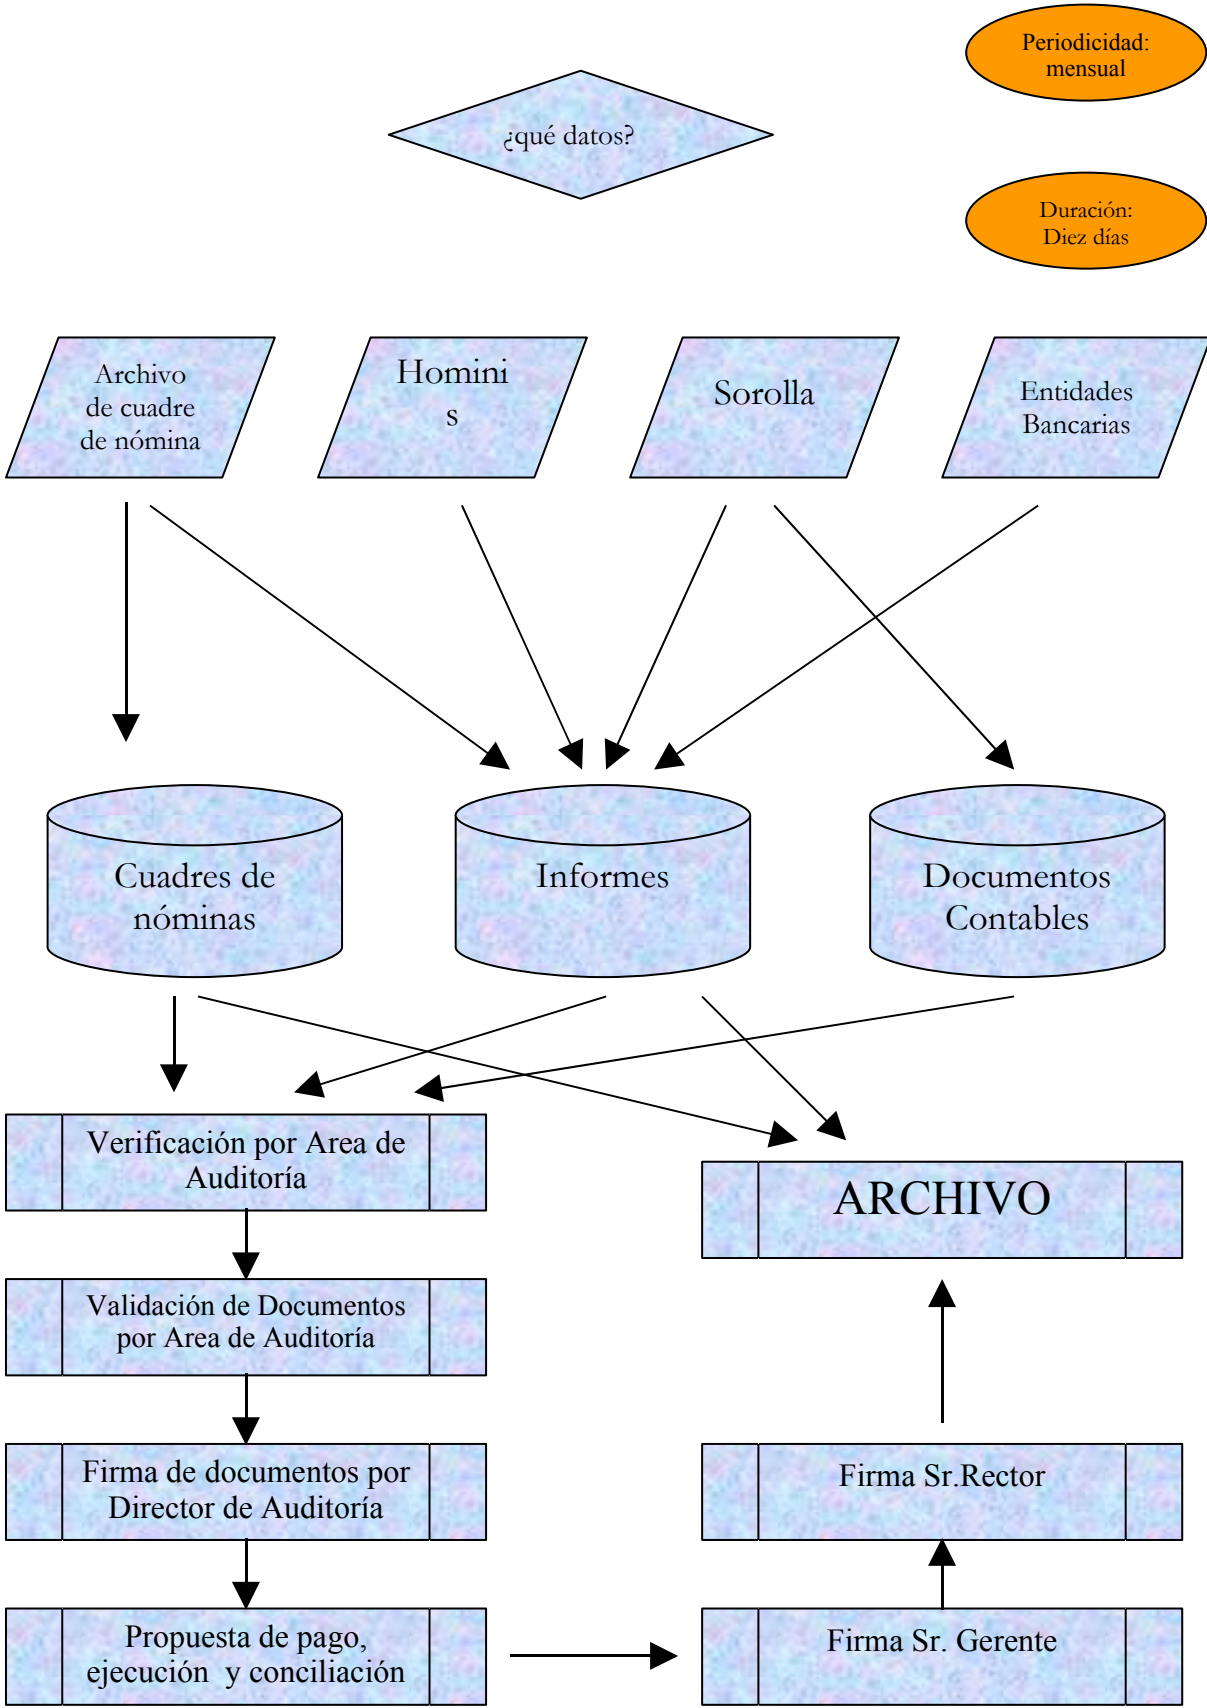 Periodicidad:
mensual
¿qué datos?
Duración:
Diez días
Archivo
de cuadre
de nómina
Homini
s
Sorolla
Entidades
Bancarias
Cuadres de
nóminas
Informes
Documentos
Contables
Verificación por Area de
Auditoría
ARCHIVO
Validación de Documentos
por Area de Auditoría
Firma de documentos por
Director de Auditoría
Firma Sr.Rector
Propuesta de pago,
ejecución  y conciliación
Firma Sr. Gerente